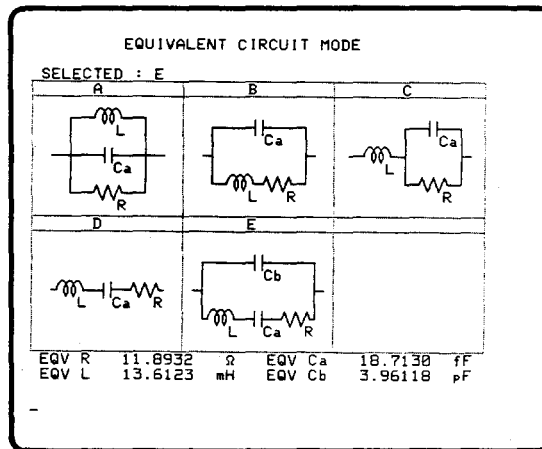 EQUIVALENT CIRCUIT MODE
SELECTED : E
A B C
L
Ca
R
Ca
L R
Ca
L
R
D E
L Ca R
Cb
L Ca R
EQV R 11.8932 Ω EQV Ca 18.7130 fF
EQV L 13.6123 mH EQV Cb 3.96118 pF